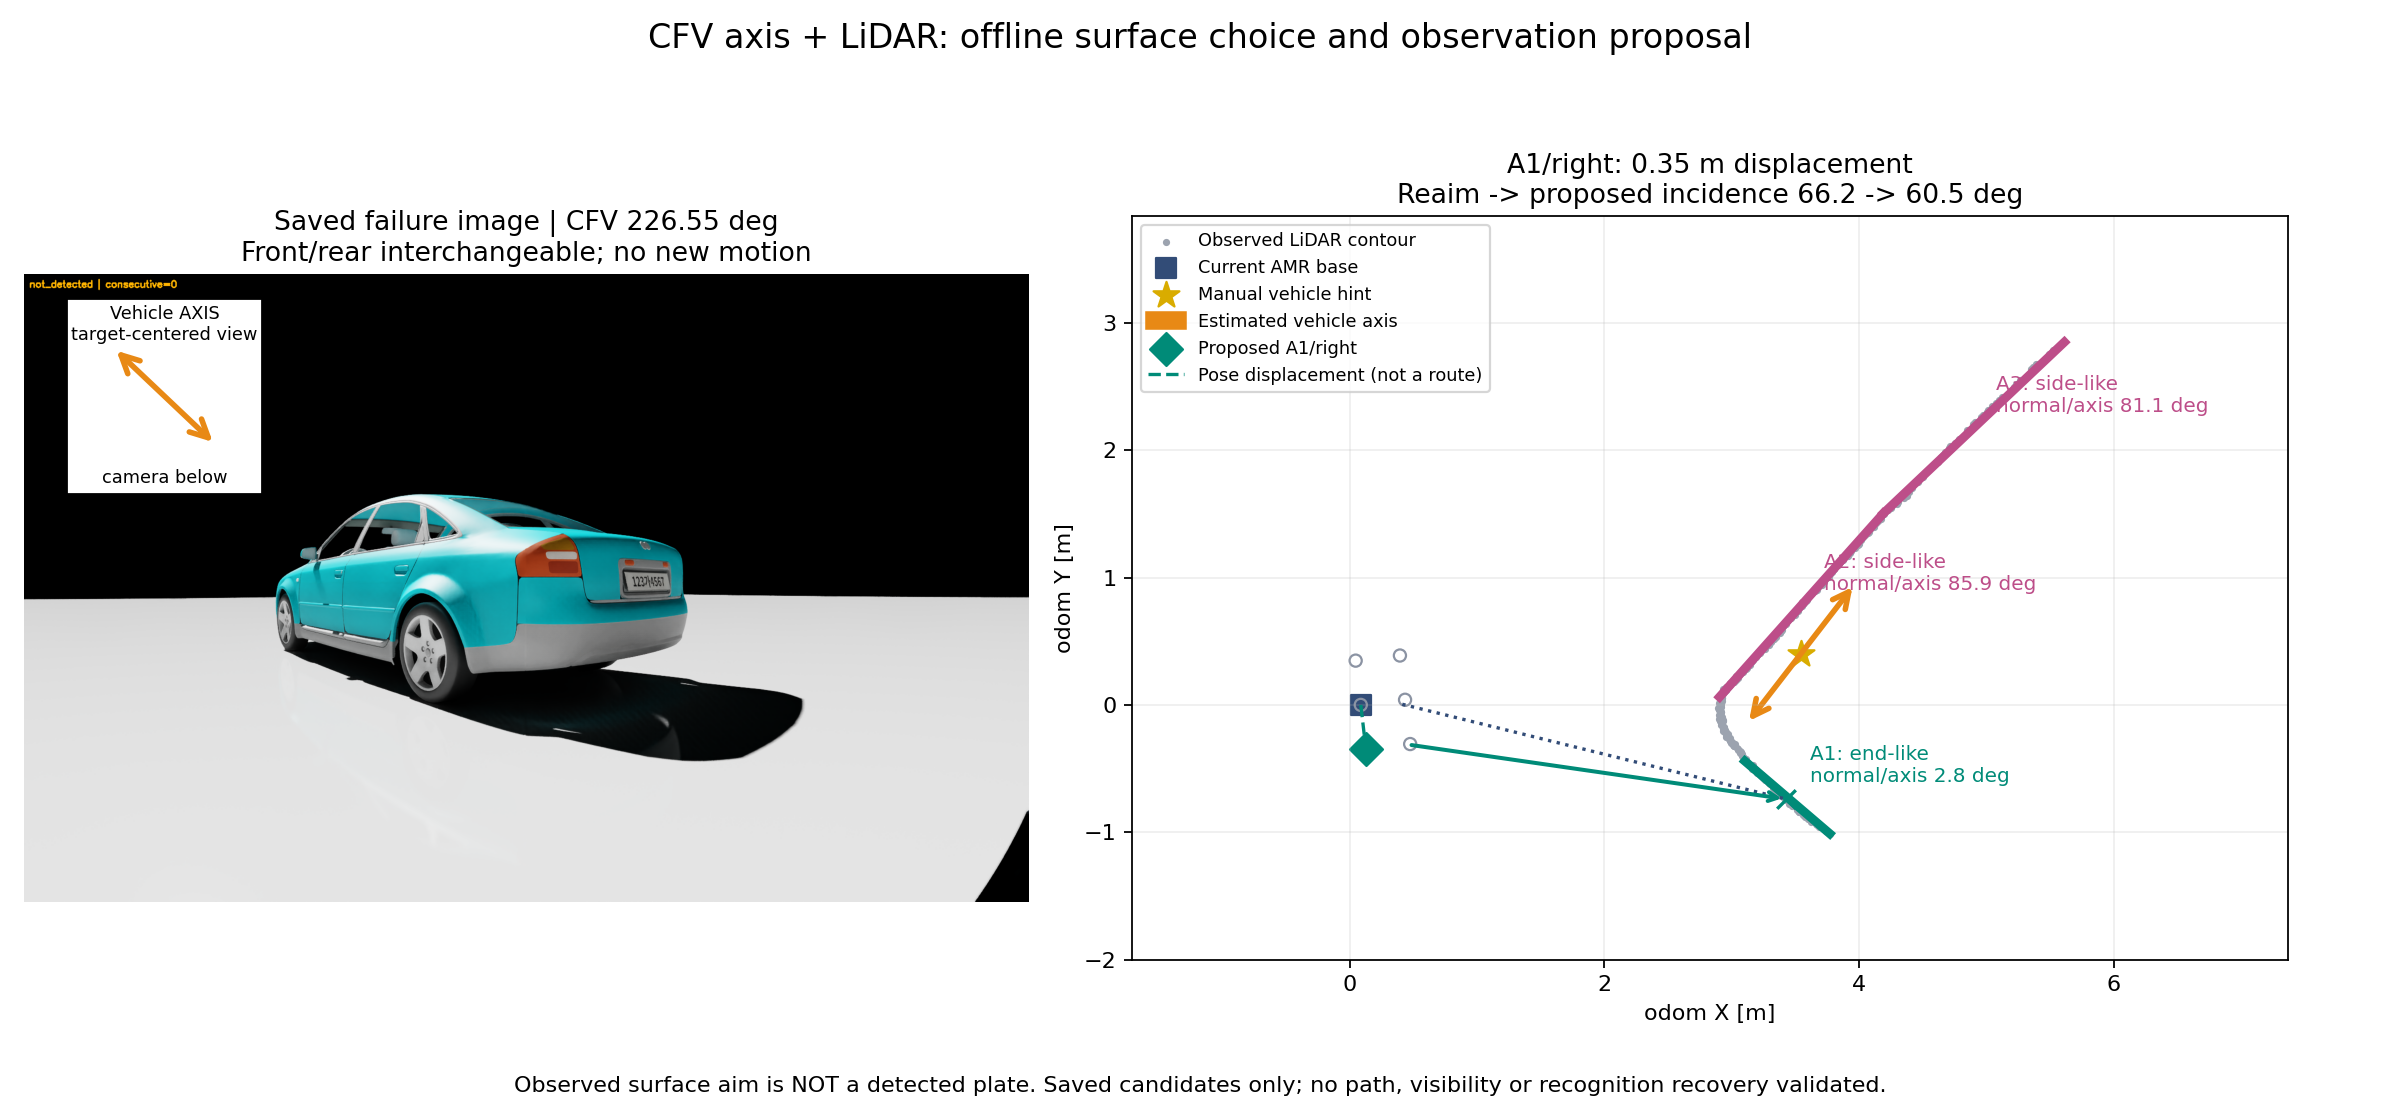 CFV axis + LiDAR: offline surface choice and observation proposal
Saved failure image | CFV 226.55 deg
Front/rear interchangeable; no new motion
not_detected | consecutive=0
Vehicle AXIS
target-centered view
camera below
A1/right: 0.35 m displacement
Reaim -> proposed incidence 66.2 -> 60.5 deg
Observed LiDAR contour
Current AMR base
Manual vehicle hint
Estimated vehicle axis
Proposed A1/right
Pose displacement (not a route)
A3: side-like
normal/axis 81.1 deg
A2: side-like
normal/axis 85.9 deg
A1: end-like
normal/axis 2.8 deg
odom Y [m]
3
2
1
0
−1
−2
0
2
4
6
odom X [m]
Observed surface aim is NOT a detected plate. Saved candidates only; no path, visibility or recognition recovery validated.